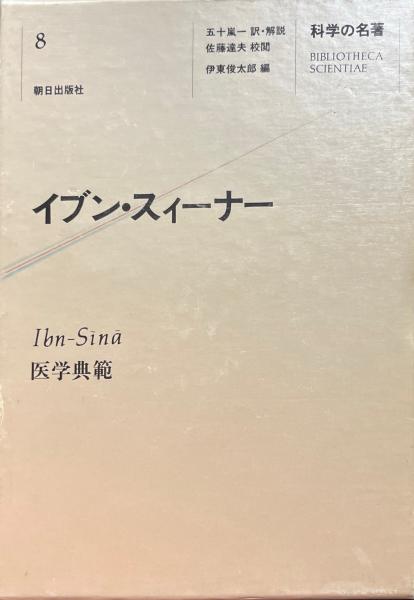 8
朝日出版社
五十嵐一 訳・解説
佐藤達夫 校閲
伊東俊太郎 編
科学の名著
BIBLIOTHECA
SCIENTIAE
イブン・スィーナー
Ibn-Sīnā
医学典範